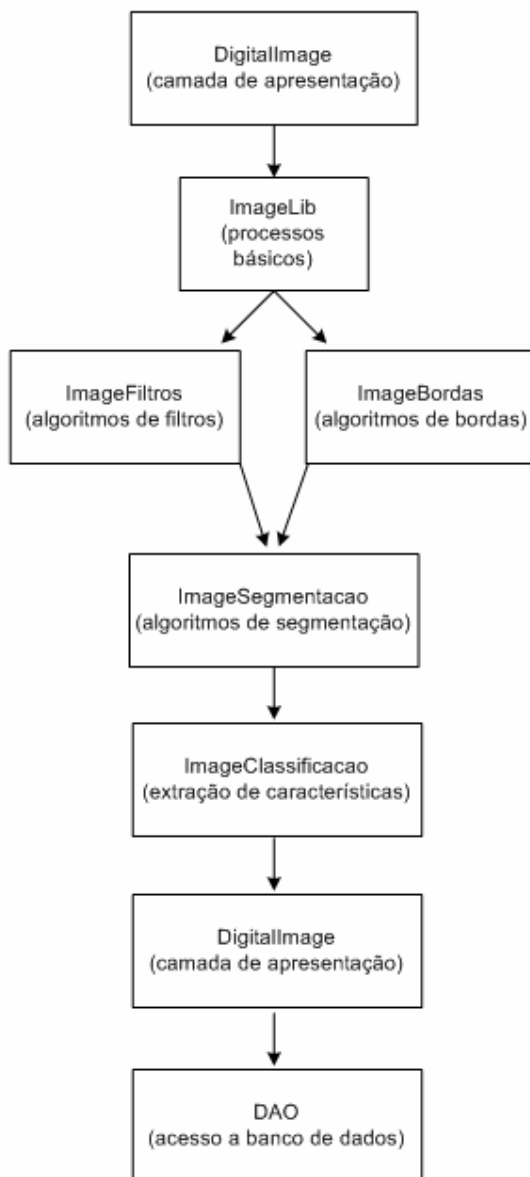 DigitalImage
(camada de apresentação)
ImageLib
(processos
básicos)
ImageFiltros
(algoritmos de filtros)
ImageBordas
(algoritmos de bordas)
ImageSegmentacao
(algoritmos de segmentação)
ImageClassificacao
(extração de características)
DigitalImage
(camada de apresentação)
DAO
(acesso a banco de dados)